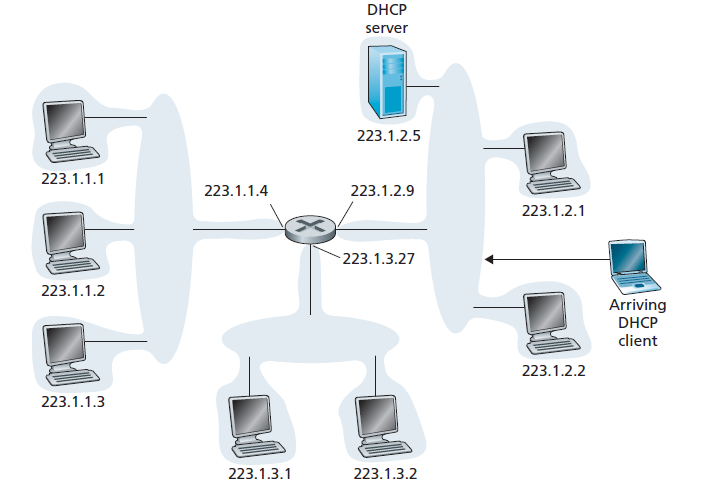 DHCP
server
223.1.2.5
223.1.1.1
223.1.1.4
223.1.2.9
223.1.2.1
223.1.3.27
223.1.1.2
Arriving
DHCP
client
223.1.2.2
223.1.1.3
223.1.3.1
223.1.3.2